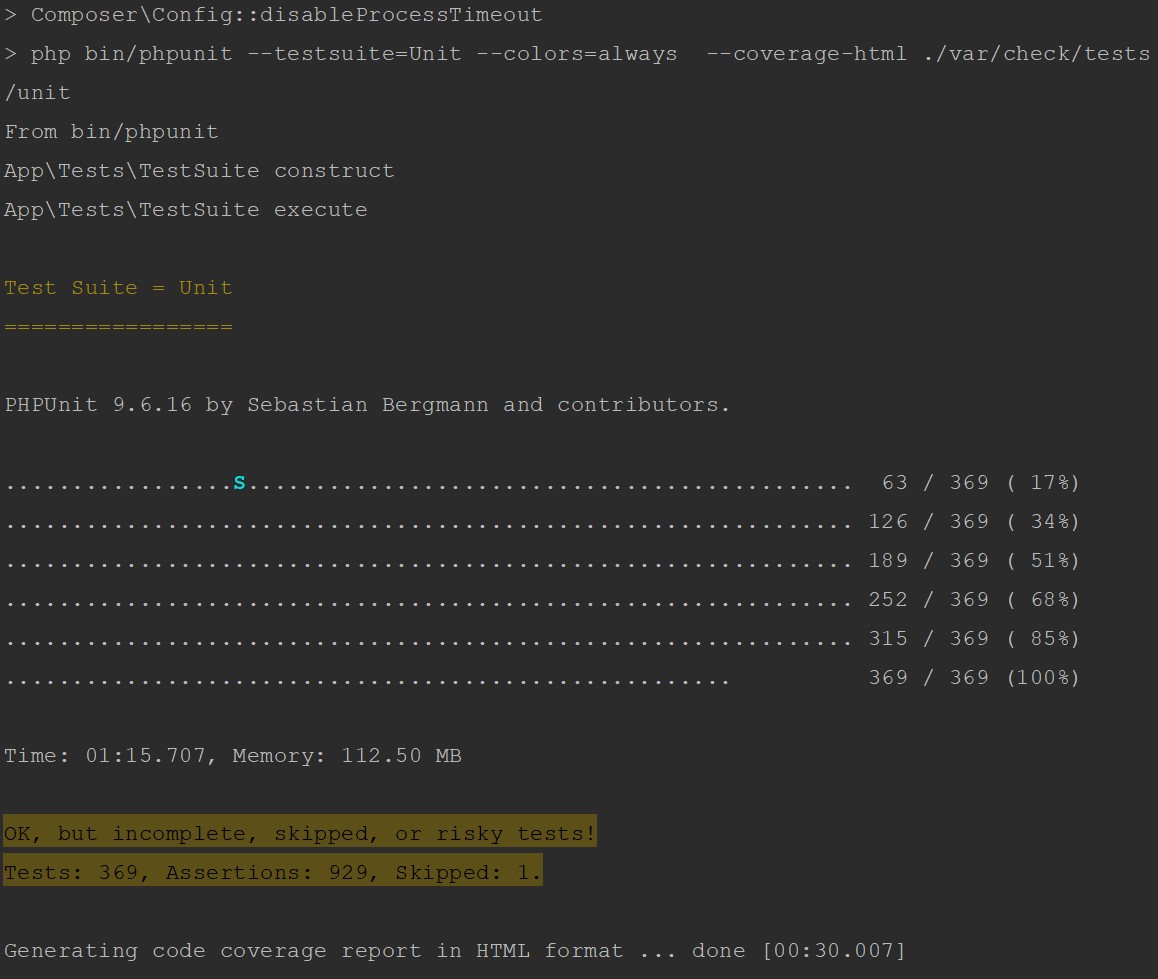 > Composer\Config::disableProcessTimeout
> php bin/phpunit --testsuite=Unit --colors=always  --coverage-html ./var/check/tests
/unit
From bin/phpunit
App\Tests\TestSuite construct
App\Tests\TestSuite execute
Test Suite = Unit
=================
PHPUnit 9.6.16 by Sebastian Bergmann and contributors.
.................S.............................................  63 / 369 ( 17%)
............................................................... 126 / 369 ( 34%)
............................................................... 189 / 369 ( 51%)
............................................................... 252 / 369 ( 68%)
............................................................... 315 / 369 ( 85%)
......................................................          369 / 369 (100%)
Time: 01:15.707, Memory: 112.50 MB
OK, but incomplete, skipped, or risky tests!
Tests: 369, Assertions: 929, Skipped: 1.
Generating code coverage report in HTML format ... done [00:30.007]